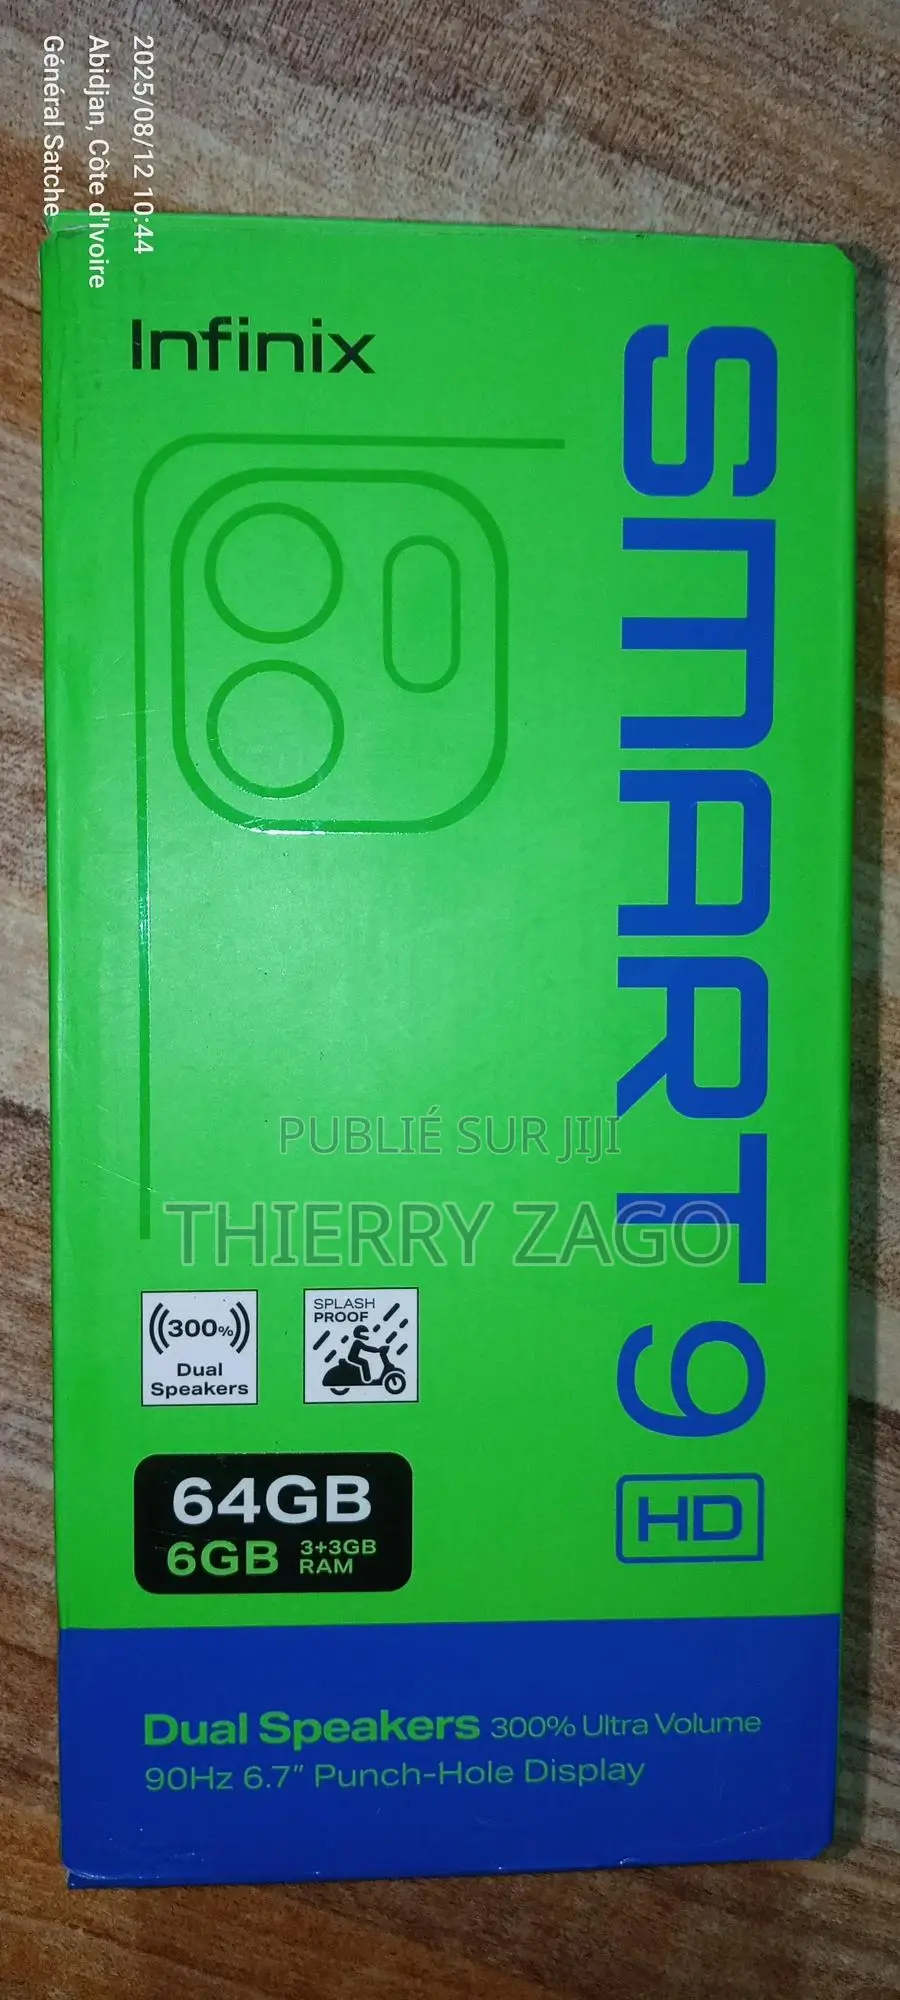 2025/08/12 10:44
Abidjan, Côte d'Ivoire
Général Satche
Infinix
SMART 9
HD
PUBLIÉ SUR JIJI
THIERRY ZAGO
300%
Dual
Speakers
SPLASH
PROOF
64GB
6GB 3+3GB
RAM
Dual Speakers 300% Ultra Volume
90Hz 6.7" Punch-Hole Display